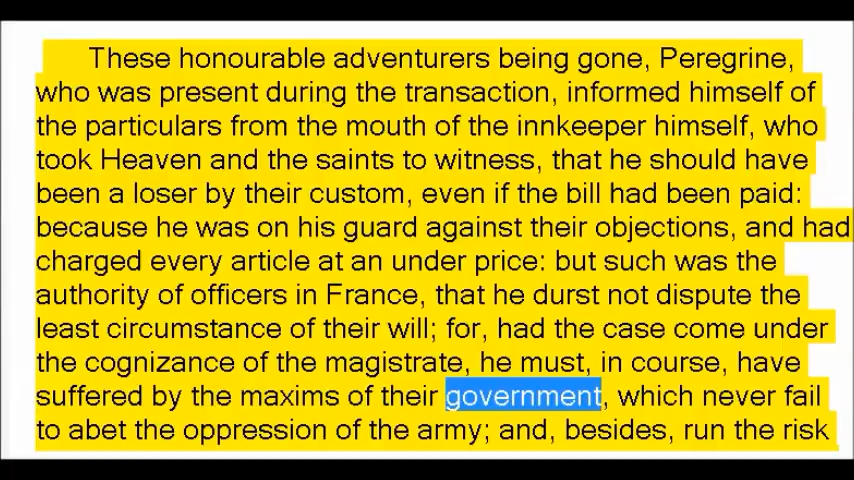 These honourable adventurers being gone, Peregrine,
who was present during the transaction, informed himself of
the particulars from the mouth of the innkeeper himself, who
took Heaven and the saints to witness, that he should have
been a loser by their custom, even if the bill had been paid:
because he was on his guard against their objections, and had
charged every article at an under price: but such was the
authority of officers in France, that he durst not dispute the
least circumstance of their will; for, had the case come under
the cognizance of the magistrate, he must, in course, have
suffered by the maxims of their government, which never fail
to abet the oppression of the army; and, besides, run the risk